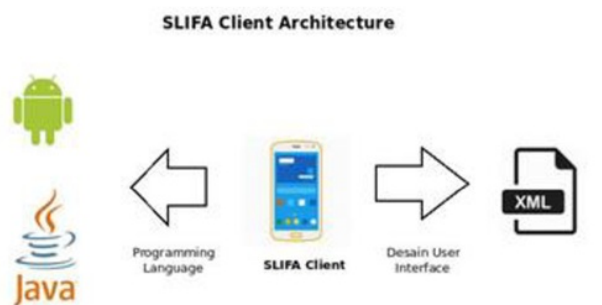 SLIFA Client Architecture
Programming
Language
SLIFA Client
Desain User
Interface
XML
Java